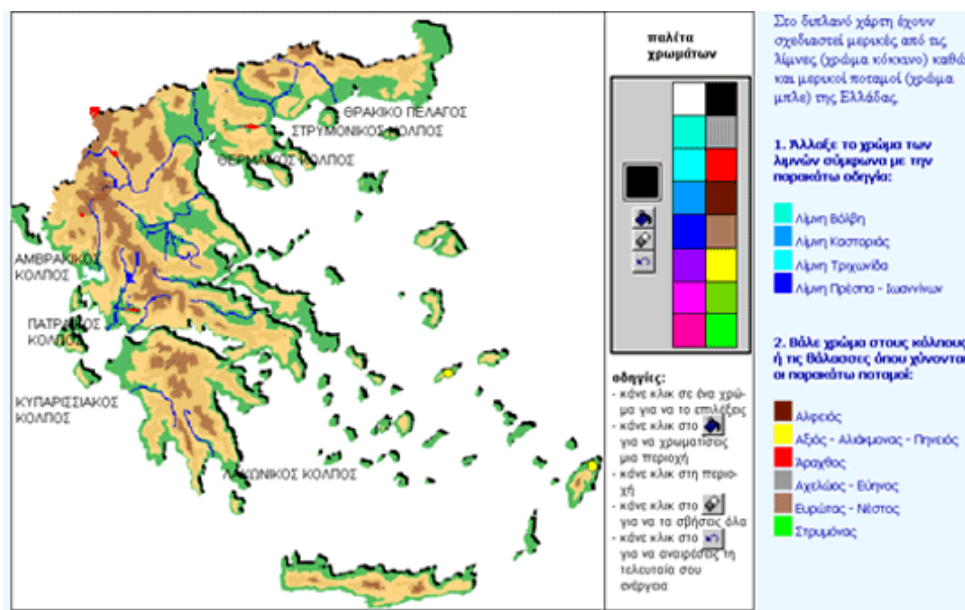 ΘΡΑΚΙΚΟ ΠΕΛΑΓΟΣ
ΣΤΡΥΜΟΝΙΚΟΣ ΚΟΛΠΟΣ
ΘΕΡΜΑΙΚΟΣ ΚΟΛΠΟΣ
ΑΜΒΡΑΚΙΚΟΣ
ΚΟΛΠΟΣ
ΠΑΤΡΑΙΚΟΣ
ΚΟΛΠΟΣ
ΚΥΠΑΡΙΣΣΙΑΚΟΣ
ΚΟΛΠΟΣ
ΛΑΚΩΝΙΚΟΣ ΚΟΛΠΟΣ
παλέτα
χρωμάτων
οδηγίες:
- κάνε κλικ σε ένα χρώ-
μα για να το επιλέξεις
- κάνε κλικ στο
για να χρωματίσεις
μια περιοχή
- κάνε κλικ στη περιο-
χή
- κάνε κλικ στο
για να τα σβήσεις όλα
- κάνε κλικ στο
για να αναιρέσεις τη
τελευταία σου
ενέργεια
Στο διπλανό χάρτη έχουν
σχεδιαστεί μερικές από τις
λίμνες (χρώμα κόκκινο) καθώ
και μερικοί ποταμοί (χρώμα
μπλε) της Ελλάδας.
1. Άλλαξε το χρώμα των
λιμνών σύμφωνα με την
παρακάτω οδηγία:
Λίμνη Βόλβη
Λίμνη Καστοριάς
Λίμνη Τριχωνίδα
Λίμνη Πρέσπα - Ιωαννίνων
2. Βάλε χρώμα στους κόλπους
ή τις θάλασσες όπου χύνονται
οι παρακάτω ποταμοί:
Αλφειός
Αξιός - Αλιάκμονας - Πηνειός
Άραχθος
Αχελώος - Εύηνος
Ευρώτας - Νέστος
Στρυμόνας